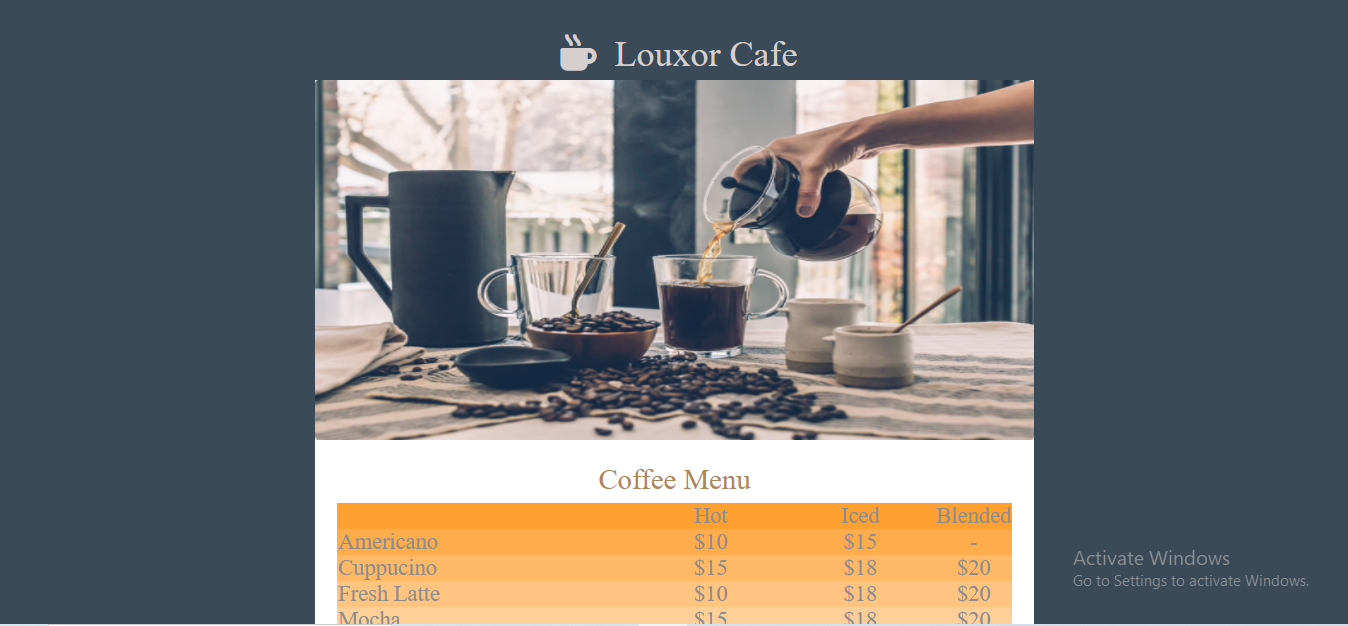 Louxor Cafe
Coffee Menu
Hot Iced Blended
Americano $10 $15 -
Cuppucino $15 $18 $20
Fresh Latte $10 $18 $20
Mocha $15 $18 $20
Activate Windows
Go to Settings to activate Windows.